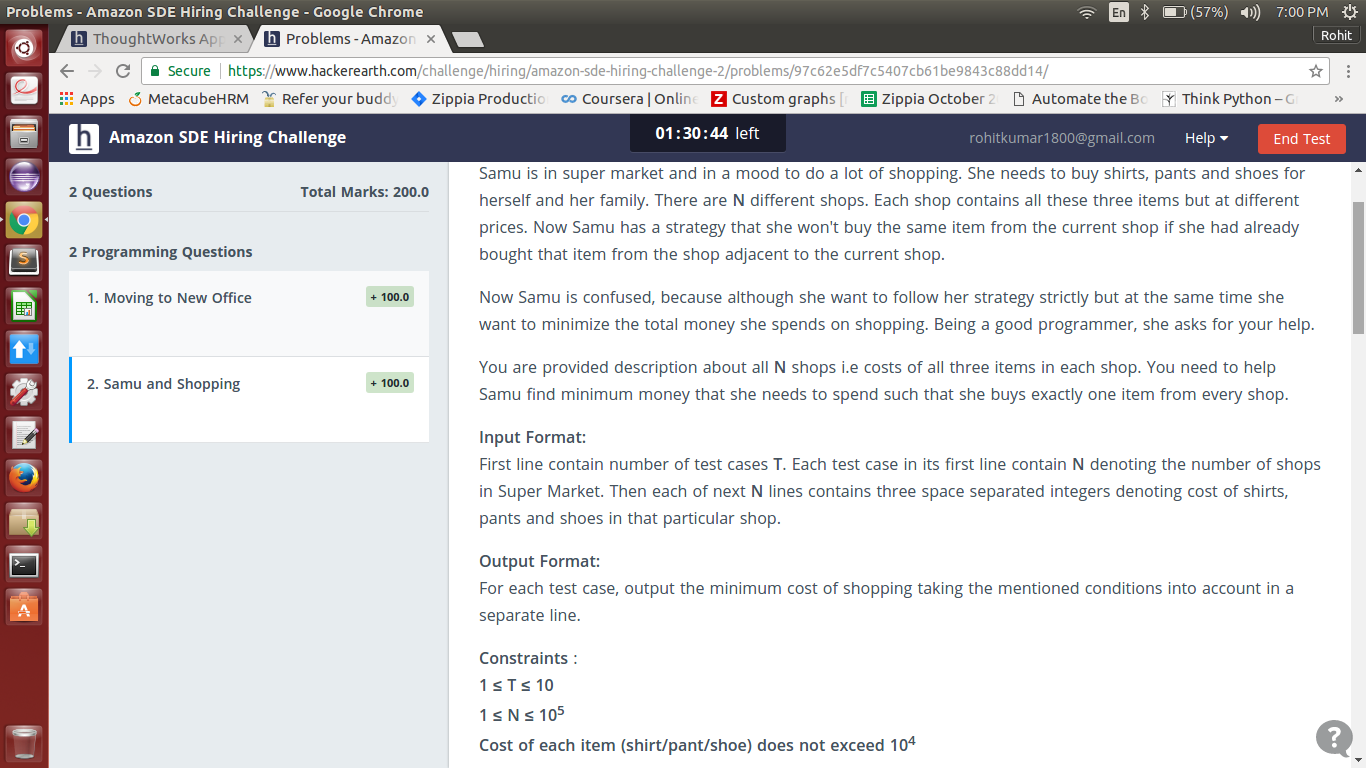 Problems - Amazon SDE Hiring Challenge - Google Chrome
En (57%) 7:00 PM
ThoughtWorks App × Problems - Amazon × Rohit
Secure https://www.hackerearth.com/challenge/hiring/amazon-sde-hiring-challenge-2/problems/97c62e5df7c5407cb61be9843c88dd14/
Apps MetacubeHRM Refer your buddy Zippia Productio Coursera | Online Custom graphs Zippia October 2 Automate the Bo Think Python – G »
h Amazon SDE Hiring Challenge 01:30:44 left rohitkumar1800@gmail.com Help End Test
2 Questions Total Marks: 200.0
2 Programming Questions
1. Moving to New Office + 100.0
2. Samu and Shopping + 100.0
Samu is in super market and in a mood to do a lot of shopping. She needs to buy shirts, pants and shoes for
herself and her family. There are N different shops. Each shop contains all these three items but at different
prices. Now Samu has a strategy that she won't buy the same item from the current shop if she had already
bought that item from the shop adjacent to the current shop.
Now Samu is confused, because although she want to follow her strategy strictly but at the same time she
want to minimize the total money she spends on shopping. Being a good programmer, she asks for your help.
You are provided description about all N shops i.e costs of all three items in each shop. You need to help
Samu find minimum money that she needs to spend such that she buys exactly one item from every shop.
Input Format:
First line contain number of test cases T. Each test case in its first line contain N denoting the number of shops
in Super Market. Then each of next N lines contains three space separated integers denoting cost of shirts,
pants and shoes in that particular shop.
Output Format:
For each test case, output the minimum cost of shopping taking the mentioned conditions into account in a
separate line.
Constraints :
1 ≤ T ≤ 10
1 ≤ N ≤ 10⁵
Cost of each item (shirt/pant/shoe) does not exceed 10⁴
?